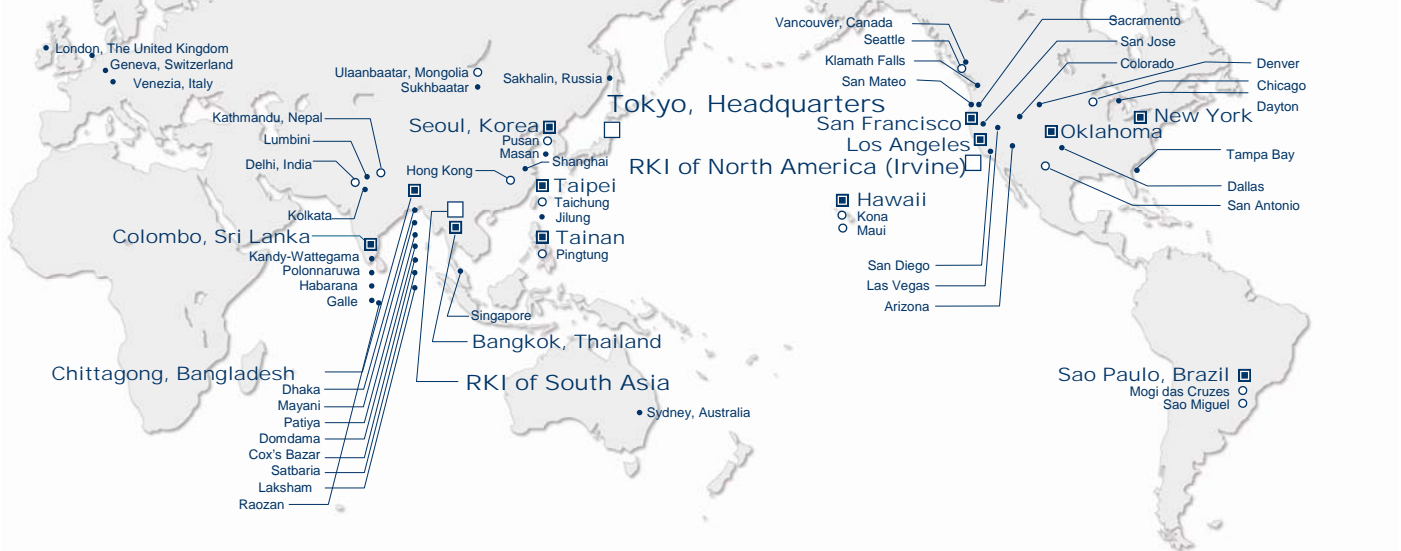 London, The United Kingdom
Geneva, Switzerland
Venezia, Italy
Ulaanbaatar, Mongolia
Sukhbaatar
Sakhalin, Russia
Tokyo, Headquarters
Kathmandu, Nepal
Lumbini
Delhi, India
Kolkata
Seoul, Korea
Pusan
Masan
Shanghai
Hong Kong
Taipei
Taichung
Jilung
Tainan
Pingtung
Colombo, Sri Lanka
Kandy-Wattegama
Polonnaruwa
Habarana
Galle
Singapore
Bangkok, Thailand
RKI of South Asia
Chittagong, Bangladesh
Dhaka
Mayani
Patiya
Domdama
Cox's Bazar
Satbaria
Laksham
Raozan
Sydney, Australia
Vancouver, Canada
Seattle
Klamath Falls
San Mateo
San Francisco
Los Angeles
RKI of North America (Irvine)
Hawaii
Kona
Maui
San Diego
Las Vegas
Arizona
Sacramento
San Jose
Colorado
Denver
Chicago
Dayton
New York
Oklahoma
Tampa Bay
Dallas
San Antonio
Sao Paulo, Brazil
Mogi das Cruzes
Sao Miguel